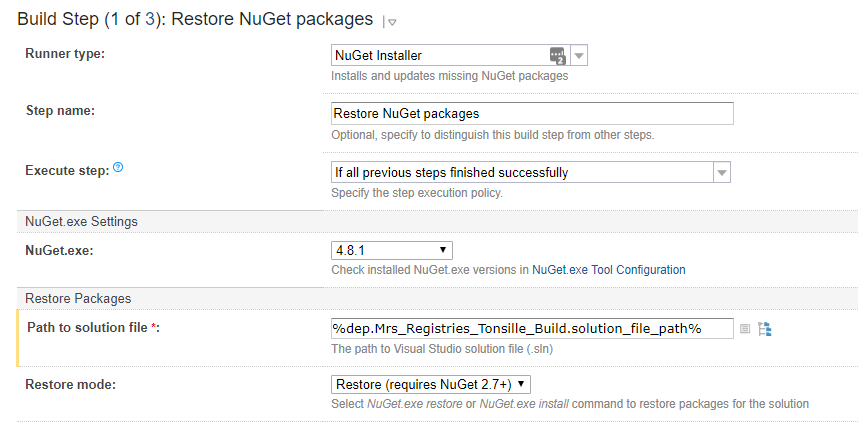 Build Step (1 of 3): Restore NuGet packages
Runner type:
NuGet Installer
2
Installs and updates missing NuGet packages
Step name:
Restore NuGet packages
Optional, specify to distinguish this build step from other steps.
Execute step: ?
If all previous steps finished successfully
Specify the step execution policy.
NuGet.exe Settings
NuGet.exe:
4.8.1
Check installed NuGet.exe versions in NuGet.exe Tool Configuration
Restore Packages
Path to solution file *:
%dep.Mrs_Registries_Tonsille_Build.solution_file_path%
The path to Visual Studio solution file (.sln)
Restore mode:
Restore (requires NuGet 2.7+)
Select NuGet.exe restore or NuGet.exe install command to restore packages for the solution